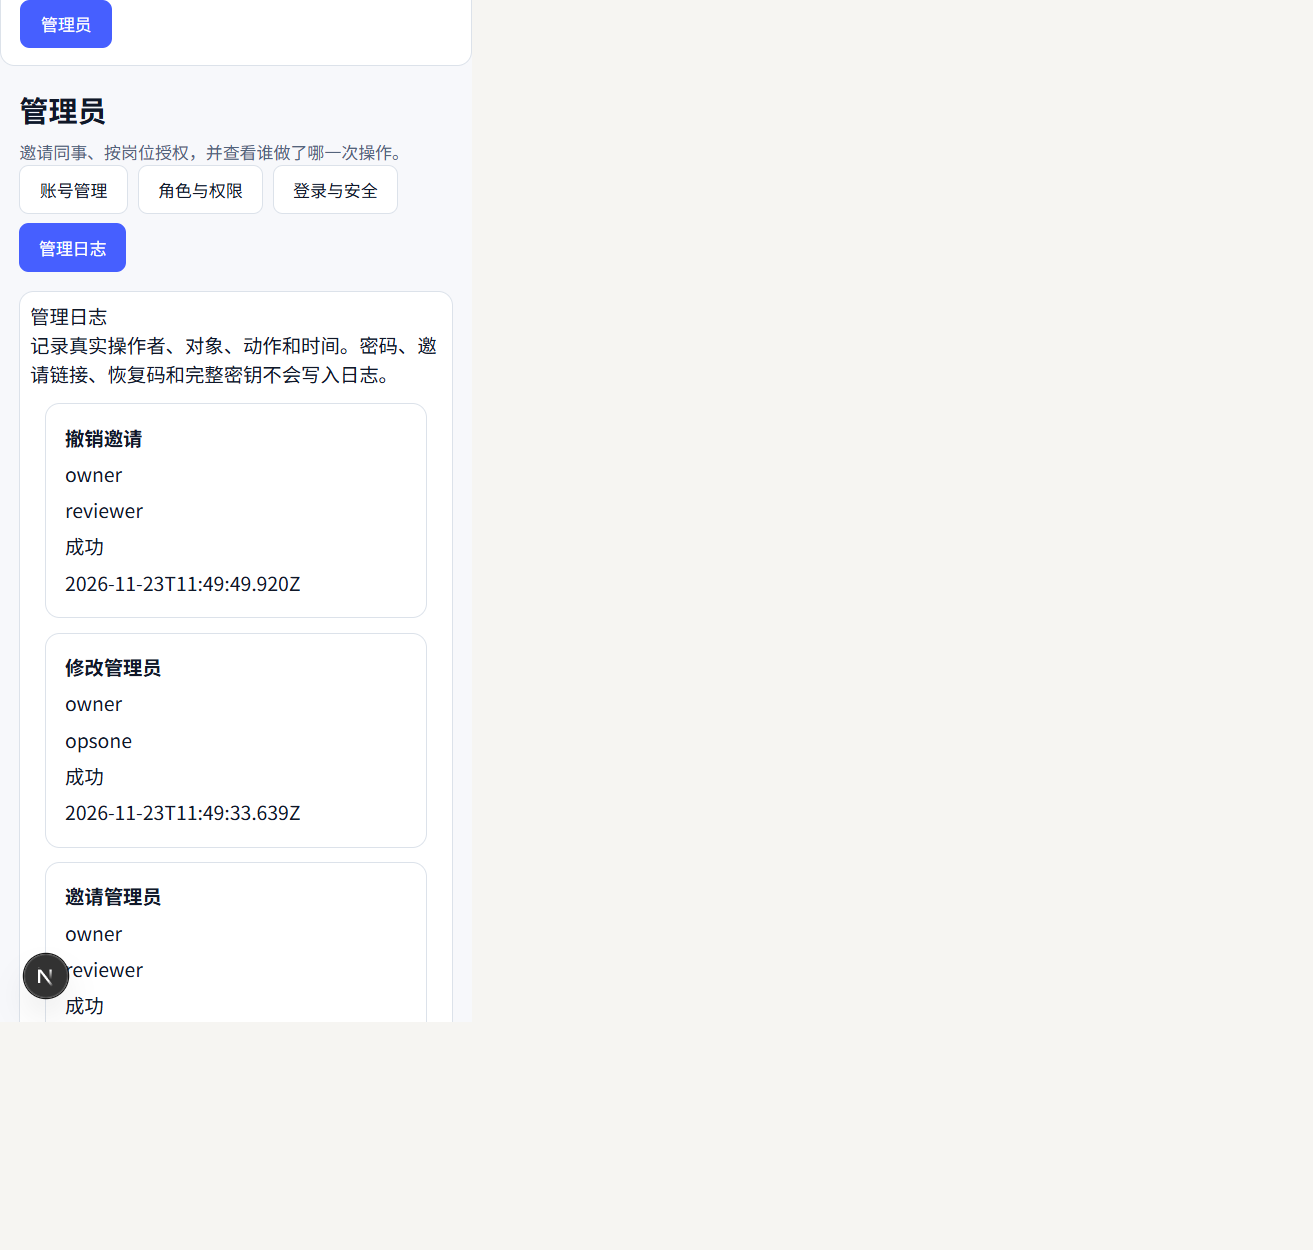 管理员
管理员
邀请同事、按岗位授权，并查看谁做了哪一次操作。
账号管理
角色与权限
登录与安全
管理日志
管理日志
记录真实操作者、对象、动作和时间。密码、邀
请链接、恢复码和完整密钥不会写入日志。
撤销邀请
owner
reviewer
成功
2026-11-23T11:49:49.920Z
修改管理员
owner
opsone
成功
2026-11-23T11:49:33.639Z
邀请管理员
owner
reviewer
成功
N